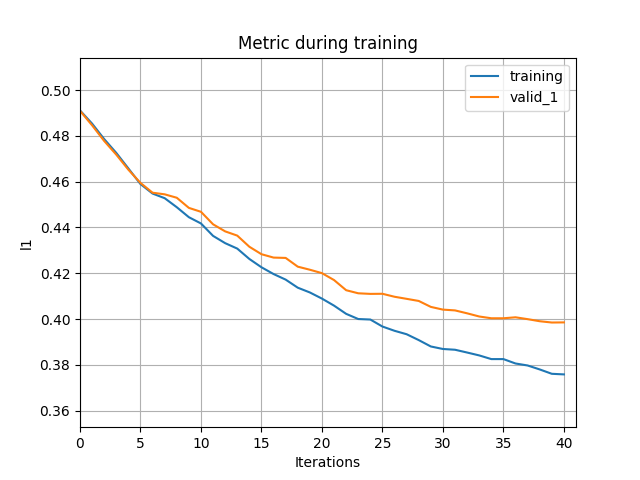 Metric during training
training
valid_1
0.50
0.48
0.46
0.44
0.42
0.40
0.38
0.36
l1
0 5 10 15 20 25 30 35 40
Iterations